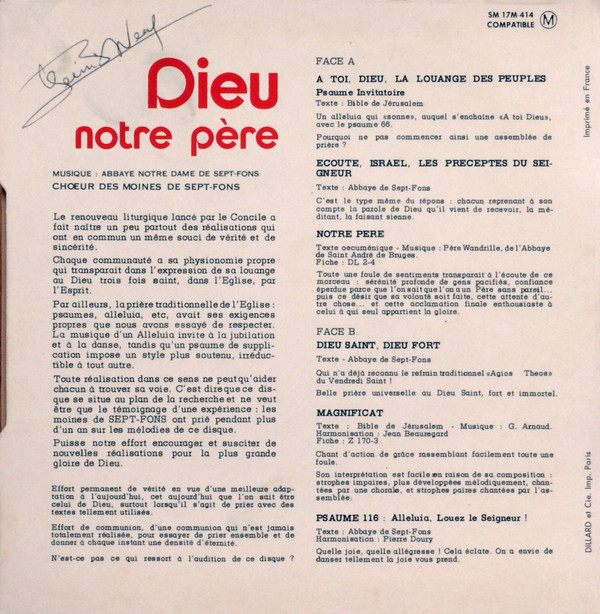 SM 17M-414
COMPATIBLE M
Dieu
notre père
MUSIQUE : ABBAYE NOTRE DAME DE SEPT-FONS
CHŒUR DES MOINES DE SEPT-FONS
Le renouveau liturgique lancé par le Concile a
fait naître un peu partout des réalisations qui
ont en commun un même souci de vérité et de
sincérité.
Chaque communauté a sa physionomie propre
qui transparait dans l'expression de sa louange
au Dieu trois fois saint, dans l'Eglise, par
l'Esprit.
Par ailleurs, la prière traditionnelle de l'Eglise :
psaumes, alleluia, etc, avait ses exigences
propres que nous avons essayé de respecter.
La musique d'un Alleluia invite à la jubilation
et à la danse, tandis qu'un psaume de suppli-
cation impose un style plus soutenu, irréduc-
tible à tout autre.
Toute réalisation dans ce sens ne peut qu'aider
chacun à trouver sa voie. C'est dire que ce dis-
que se situe au plan de la recherche et ne veut
être que le témoignage d'une expérience : les
moines de SEPT-FONS ont prié pendant plus
d'un an sur les mélodies de ce disque.
Puisse notre effort encourager et susciter de
nouvelles réalisations pour la plus grande
gloire de Dieu.
Effort permanent de vérité en vue d'une meilleure adap-
tation à l'aujourd'hui, cet aujourd'hui que l'on sait être
celui de Dieu, surtout lorsqu'il s'agit de prier avec des
textes tellement utilisés.
Effort de communion, d'une communion qui n'est jamais
totalement réalisée, pour essayer de prier ensemble et de
donner à chaque instant une densité d'éternité.
N'est-ce pas ce qui ressort à l'audition de ce disque ?
FACE A
A TOI, DIEU, LA LOUANGE DES PEUPLES
Psaume Invitatoire
Texte : Bible de Jérusalem
Un alleluia qui «sonne», auquel s'enchaîne «A toi Dieu»,
avec le psaume 66.
Pourquoi ne pas commencer ainsi une assemblée de
prière ?
ECOUTE, ISRAEL, LES PRECEPTES DU SEI-
GNEUR
Texte : Abbaye de Sept-Fons
C'est le type même du répons : chacun reprenant à son
compte la parole de Dieu qu'il vient de recevoir, la mé-
ditant, la faisant sienne.
NOTRE PERE
Texte oecuménique - Musique : Père Wandrille, de l'Abbaye
de Saint André de Bruges.
Fiche : DL 2-4
Toute une foule de sentiments transparait à l'écoute de ce
morceau : sérénité profonde de gens pacifiés, confiance
éperdue parce que l'on sait que l'on a un Père sans pareil...
puis ce désir que sa volonté soit faite, cette attente d'au-
tre chose... et cette acclamation finale enthousiaste à
celui à qui seul appartient la gloire.
FACE B
DIEU SAINT, DIEU FORT
Texte - Abbaye de Sept-Fons
Qui n'a déjà reconnu le refrain traditionnel «Agios Theos»
du Vendredi Saint !
Belle prière universelle au Dieu Saint, fort et immortel.
MAGNIFICAT
Texte : Bible de Jérusalem - Musique : G. Arnaud.
Harmonisation : Jean Beauregard
Fiche : Z 170-3
Chant d'action de grâce rassemblant facilement toute une
foule.
Son interprétation est facile en raison de sa composition :
strophes impaires, plus développées mélodiquement, chan-
tées par une chorale, et strophes paires chantées par l'as-
semblée.
PSAUME 116 : Alleluia, Louez le Seigneur !
Texte : Abbaye de Sept-Fons
Harmonisation : Pierre Doury
Quelle joie, quelle allégresse ! Cela éclate. On a envie de
danser tellement la joie vous prend.
Imprimé en France
DILLARD et Cie. Imp. Paris